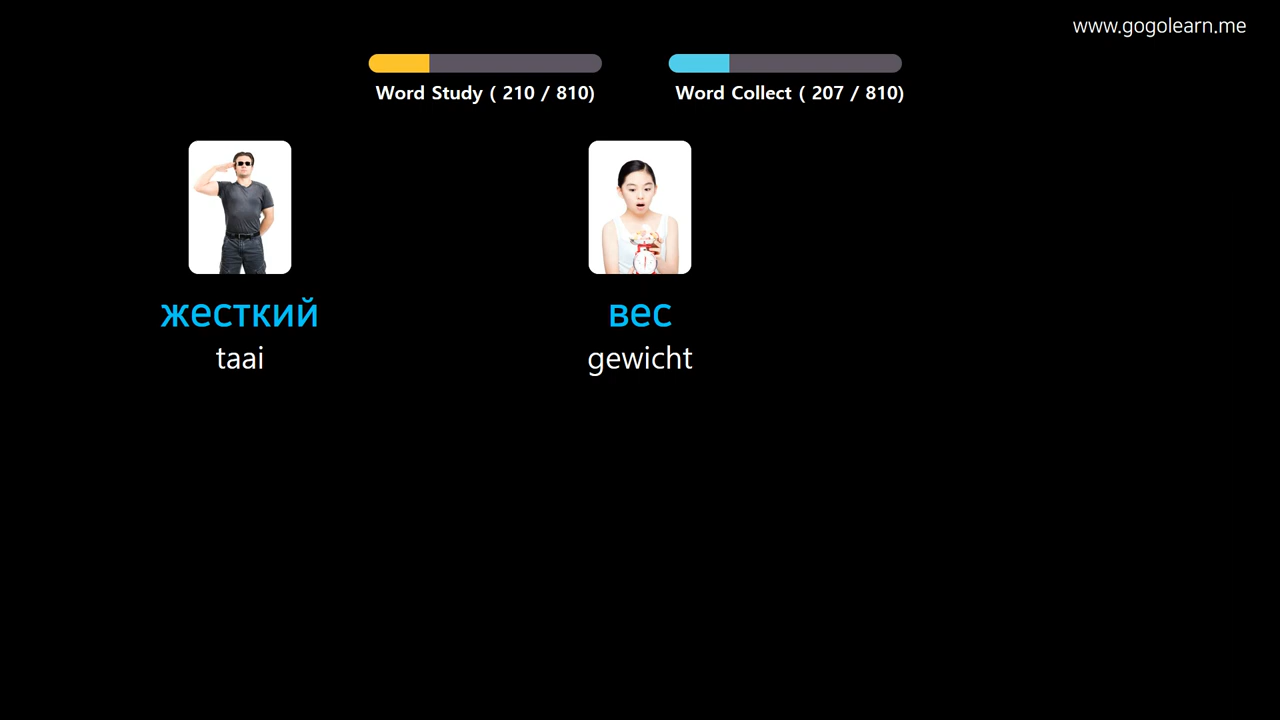 www.gogolearn.me
Word Study ( 210 / 810)
Word Collect ( 207 / 810)
жесткий
taai
вес
gewicht